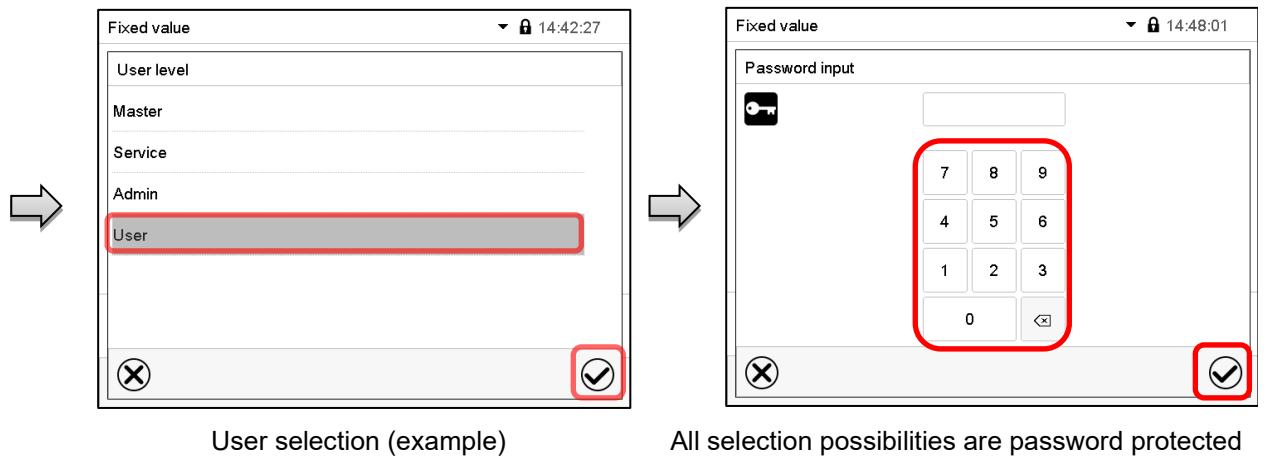 Fixed value 14:42:27
User level
Master
Service
Admin
User
User selection (example)
Fixed value 14:48:01
Password input
7 8 9
4 5 6
1 2 3
0
All selection possibilities are password protected